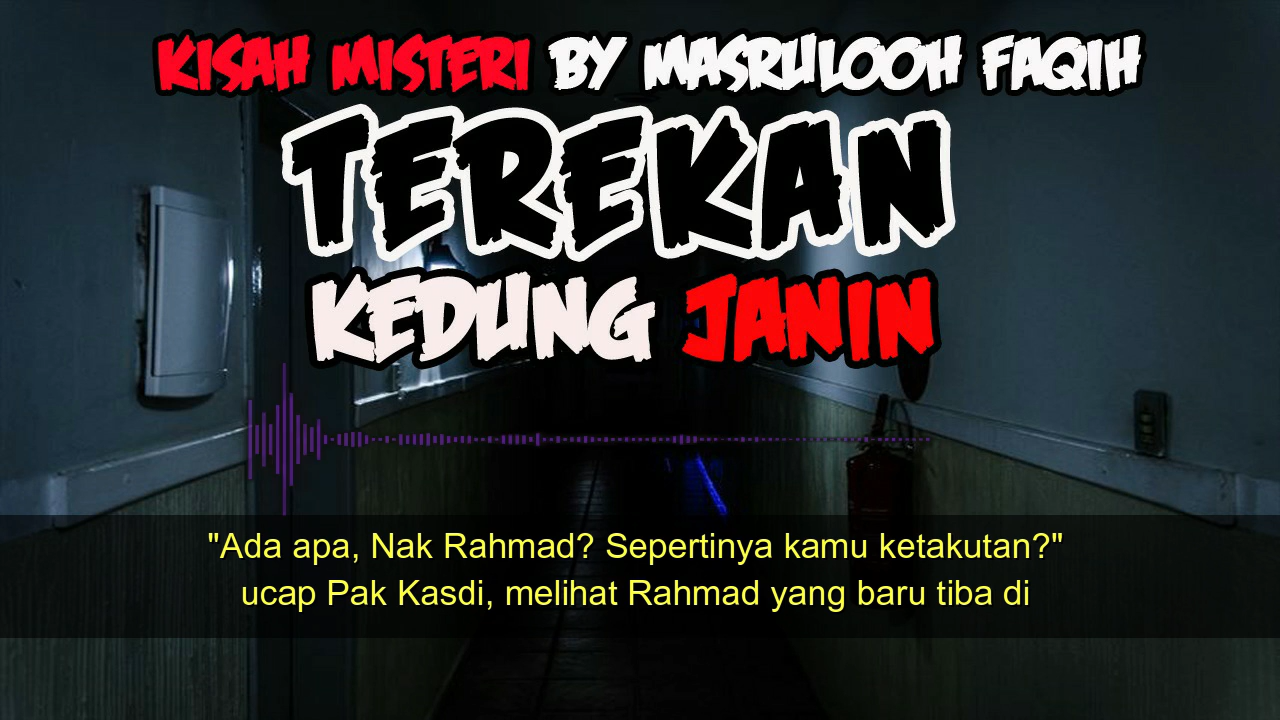 KISAH MISTERI BY MASRULOOH FAQIH
TEREKAN
KEDUNG JANIN
"Ada apa, Nak Rahmad? Sepertinya kamu ketakutan?"
ucap Pak Kasdi, melihat Rahmad yang baru tiba di